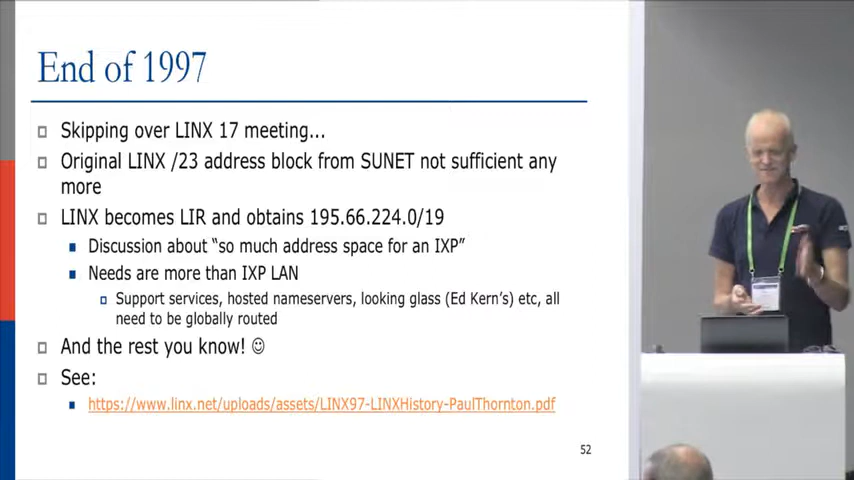 End of 1997
Skipping over LINX 17 meeting...
Original LINX /23 address block from SUNET not sufficient any
more
LINX becomes LIR and obtains 195.66.224.0/19
Discussion about “so much address space for an IXP”
Needs are more than IXP LAN
Support services, hosted nameservers, looking glass (Ed Kern’s) etc, all
need to be globally routed
And the rest you know! ☺
See:
https://www.linx.net/uploads/assets/LINX97-LINXHistory-PaulThornton.pdf
52